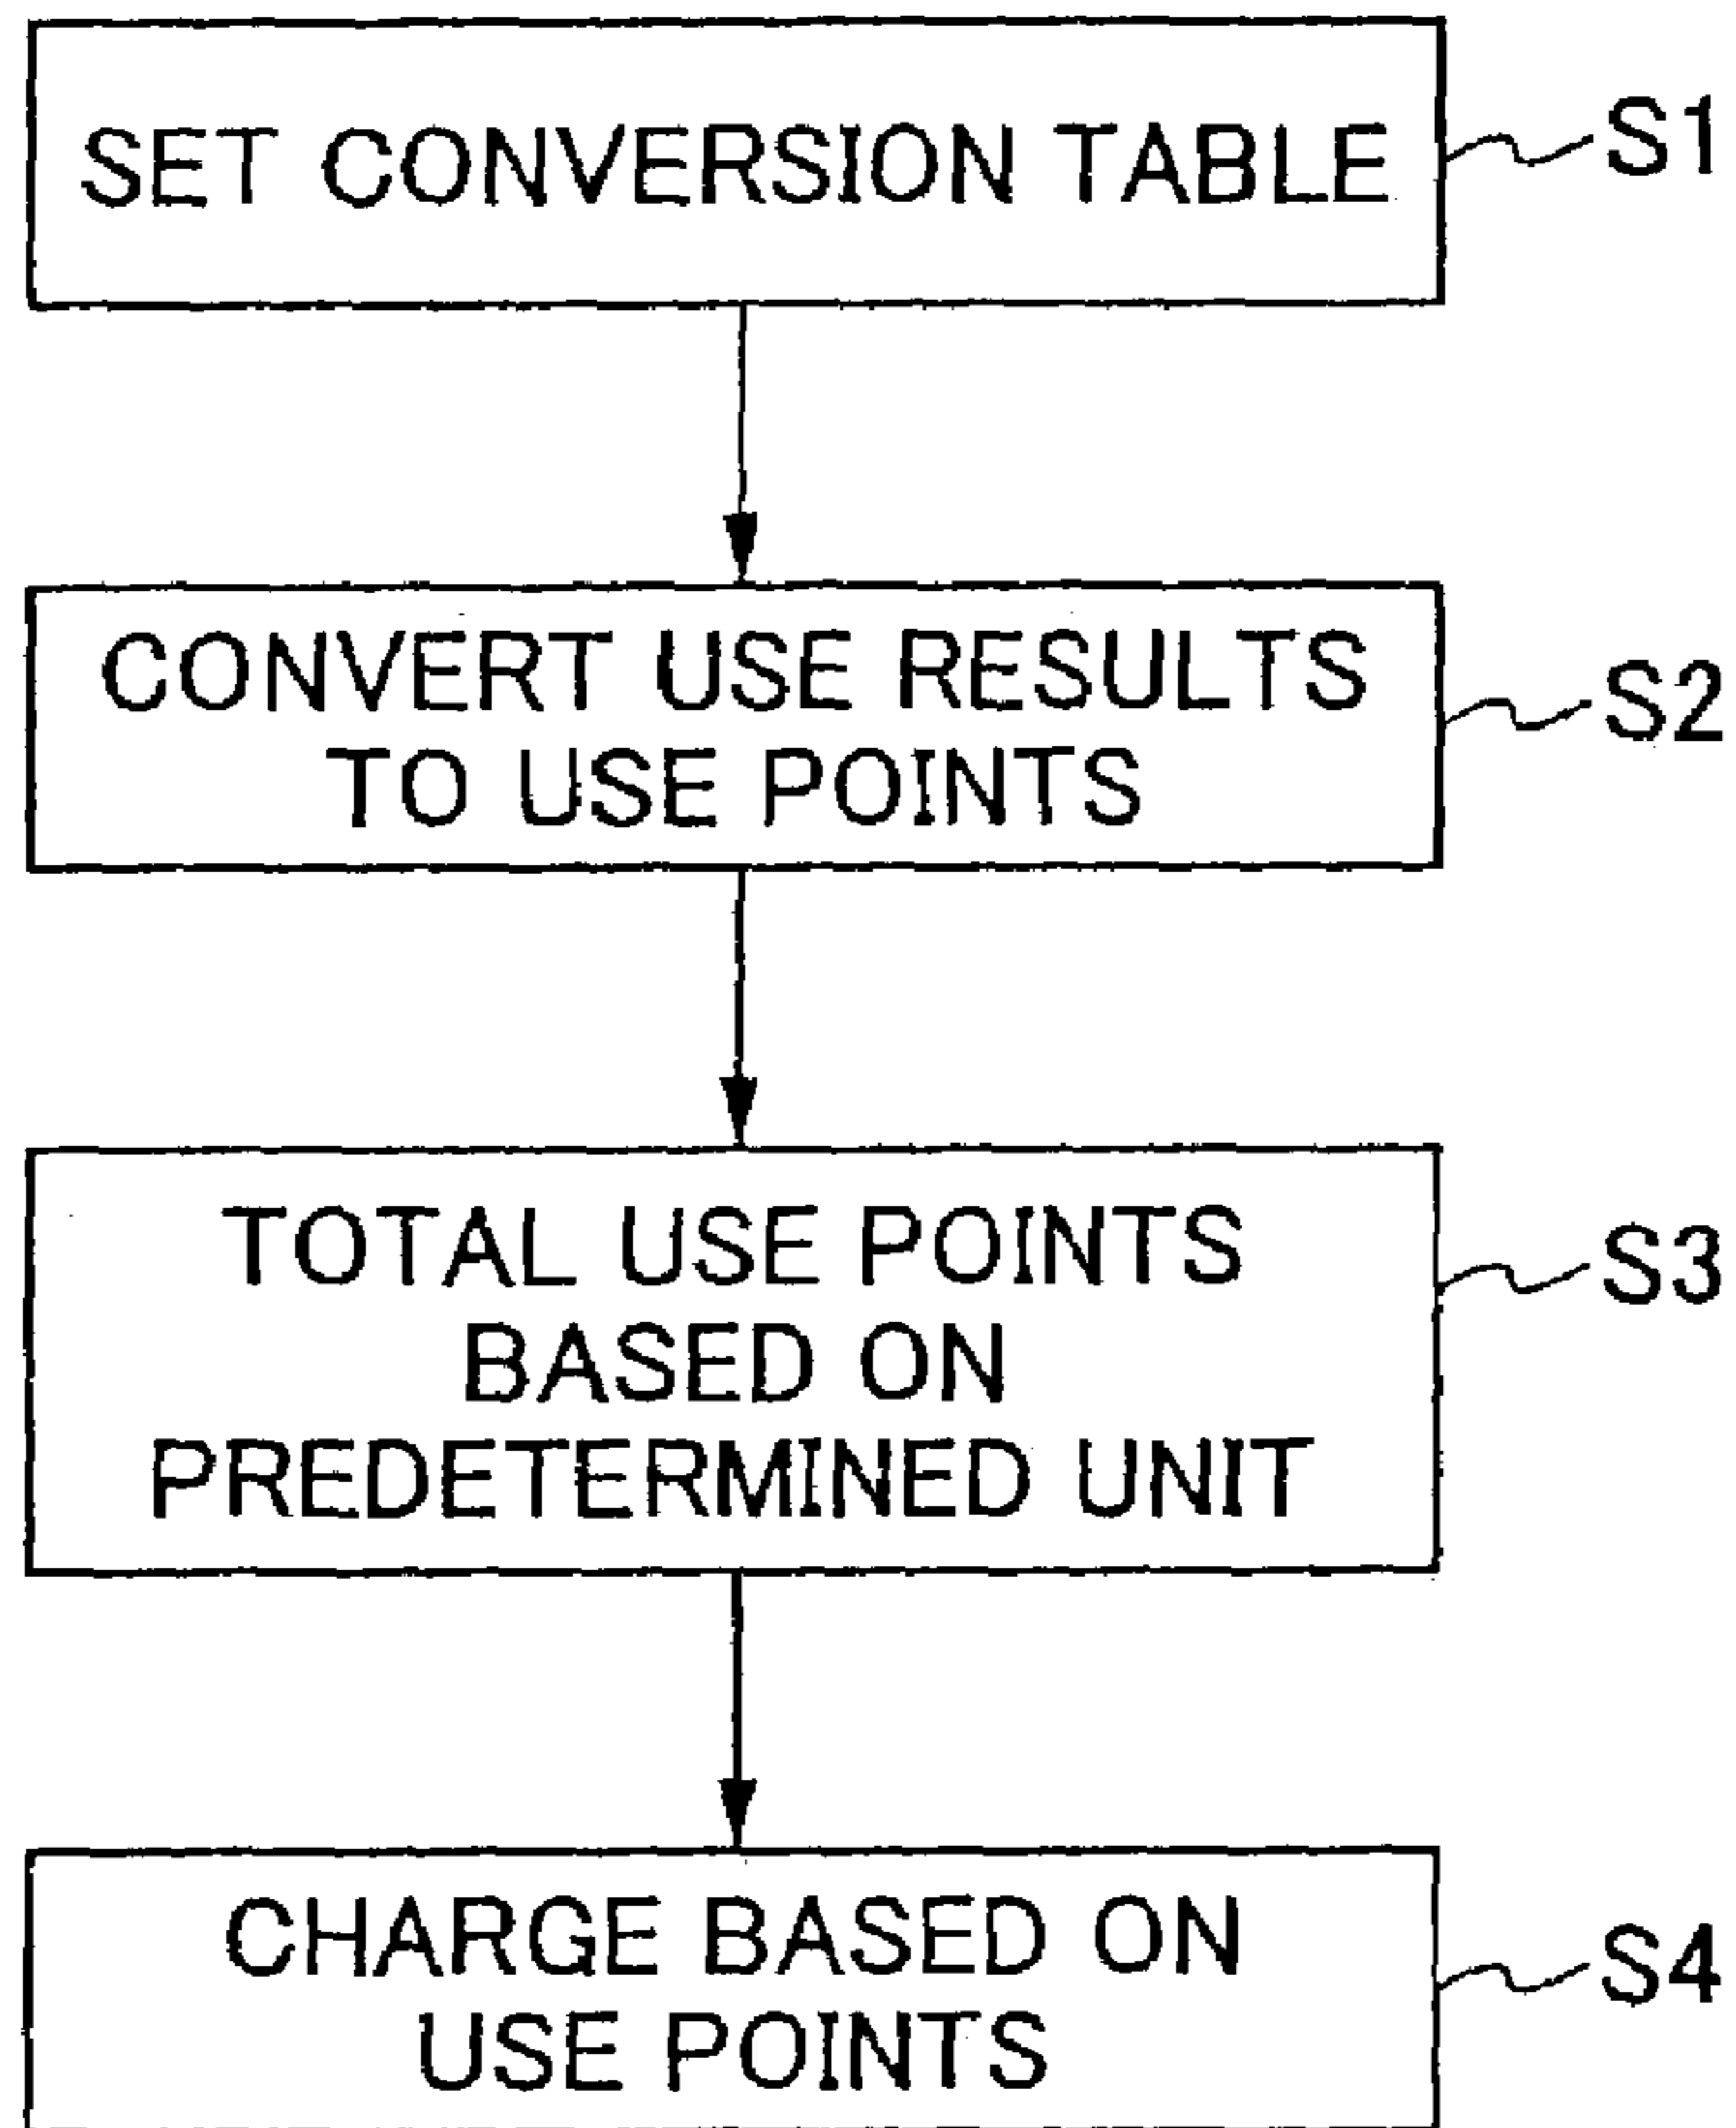 SET CONVERSION TABLE
S1
CONVERT USE RESULTS
TO USE POINTS
S2
TOTAL USE POINTS
BASED ON
PREDETERMINED UNIT
S3
CHARGE BASED ON
USE POINTS
S4